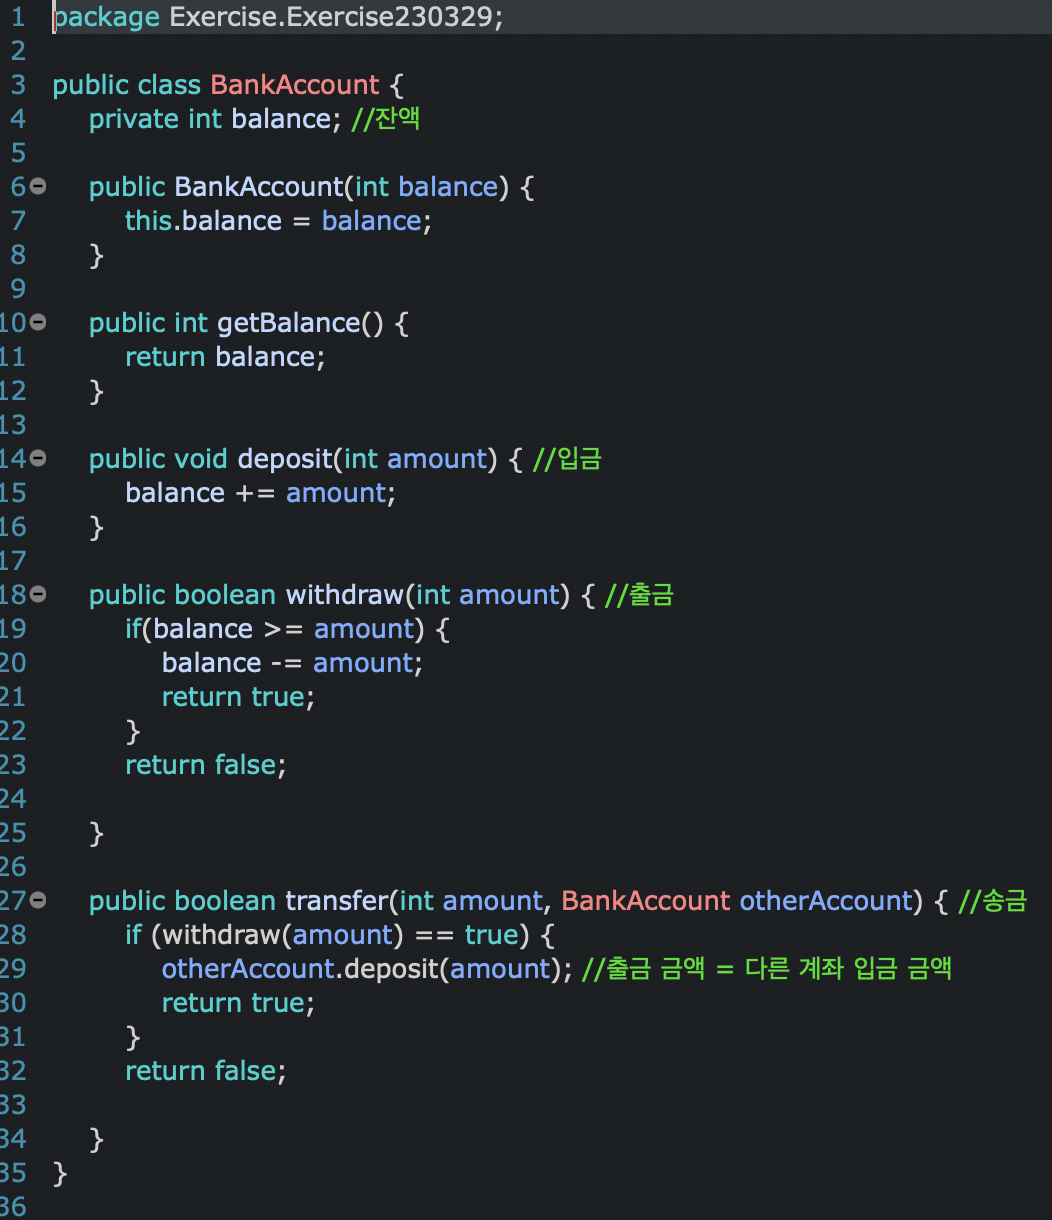 1 package Exercise.Exercise230329;
2
3 public class BankAccount {
4 private int balance; //잔액
5
6 public BankAccount(int balance) {
7 this.balance = balance;
8 }
9
10 public int getBalance() {
11 return balance;
12 }
13
14 public void deposit(int amount) { //입금
15 balance += amount;
16 }
17
18 public boolean withdraw(int amount) { //출금
19 if(balance >= amount) {
20 balance -= amount;
21 return true;
22 }
23 return false;
24
25 }
26
27 public boolean transfer(int amount, BankAccount otherAccount) { //송금
28 if (withdraw(amount) == true) {
29 otherAccount.deposit(amount); //출금 금액 = 다른 계좌 입금 금액
30 return true;
31 }
32 return false;
33
34 }
35 }
36